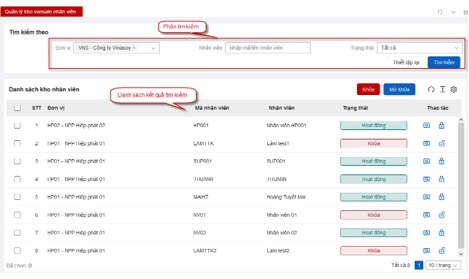 Quản lý kho vansale nhân viên
Phần tìm kiếm
Tìm kiếm theo
Đơn vị VNS - Công ty Vinasoy × Nhân viên Nhập mã/tên nhân viên Trạng thái Tất cả
Thiết lập lại Tìm kiếm
Danh sách kho nhân viên Khóa Mở khóa
Danh sách kết quả tìm kiếm
STT Đơn vị Mã nhân viên Nhân viên Trạng thái Thao tác
1 HP02 - NPP Hiệp phát 02 HP001 Nhân viên HP001 Hoạt động
2 HP01 - NPP Hiệp phát 01 LAMTTK Lam test1 Khóa
3 HP01 - NPP Hiệp phát 01 SUPS01 SUPS01 Hoạt động
4 HP01 - NPP Hiệp phát 01 THOANN THOANN Hoạt động
5 HP01 - NPP Hiệp phát 01 MAIHT Hoàng Tuyết Mai Hoạt động
6 HP01 - NPP Hiệp phát 01 NV01 Nhân viên 01 Khóa
7 HP01 - NPP Hiệp phát 01 NV02 Nhân viên 02 Hoạt động
8 HP01 - NPP Hiệp phát 01 LAMTTK2 Lam test2 Khóa
Đã chọn: 0 Tất cả 8 1 10 / trang